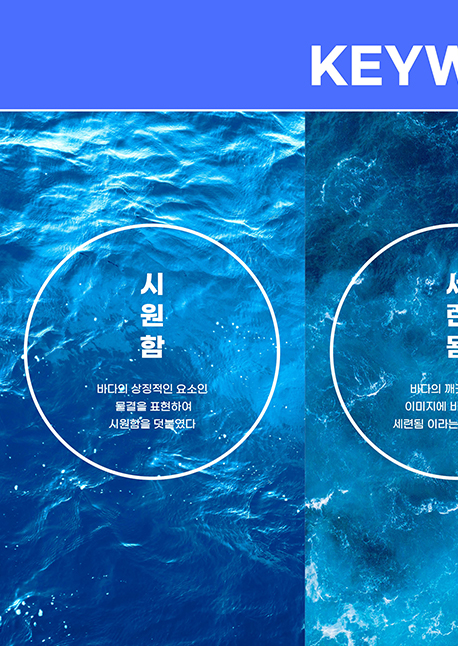 KEYW
시
원
함
바다의 상징적인 요소인
물결을 표현하여
시원함을 덧붙였다
세
련
됨
바다의
이미지에
세련됨 이라는